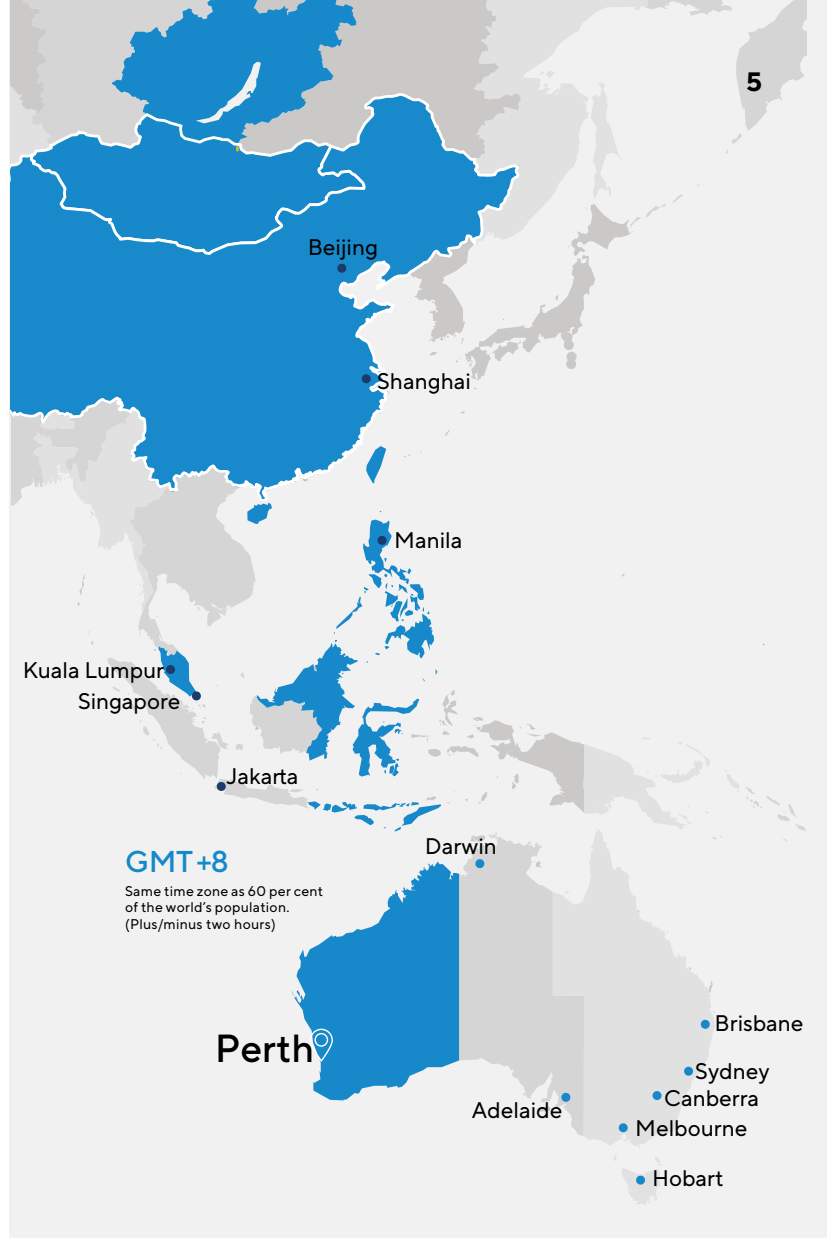 5
Beijing
Shanghai
Manila
Kuala Lumpur
Singapore
Jakarta
GMT+8
Same time zone as 60 per cent
of the world’s population.
(Plus/minus two hours)
Darwin
Perth
Brisbane
Sydney
Canberra
Adelaide
Melbourne
Hobart